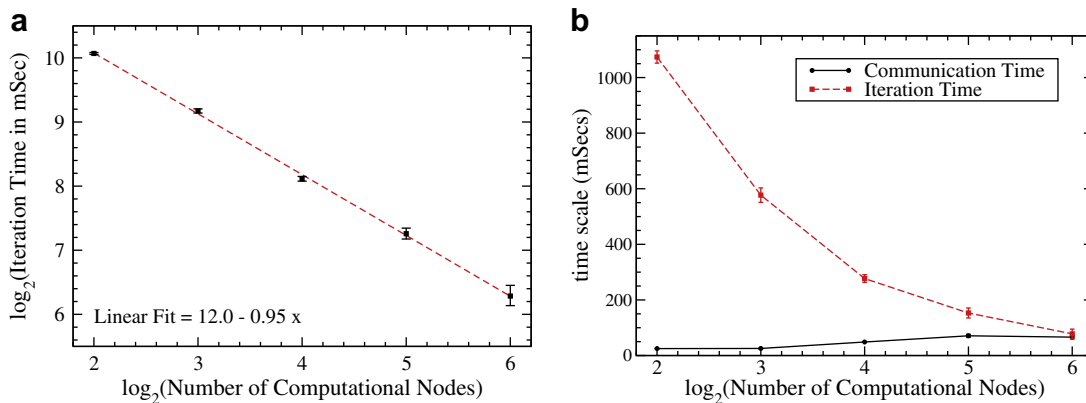 a
log2(Iteration Time in mSec)
10
9
8
7
6
Linear Fit = 12.0 - 0.95 x
2 3 4 5 6
log2(Number of Computational Nodes)
b
time scale (mSecs)
1000
800
600
400
200
0
Communication Time
Iteration Time
2 3 4 5 6
log2(Number of Computational Nodes)